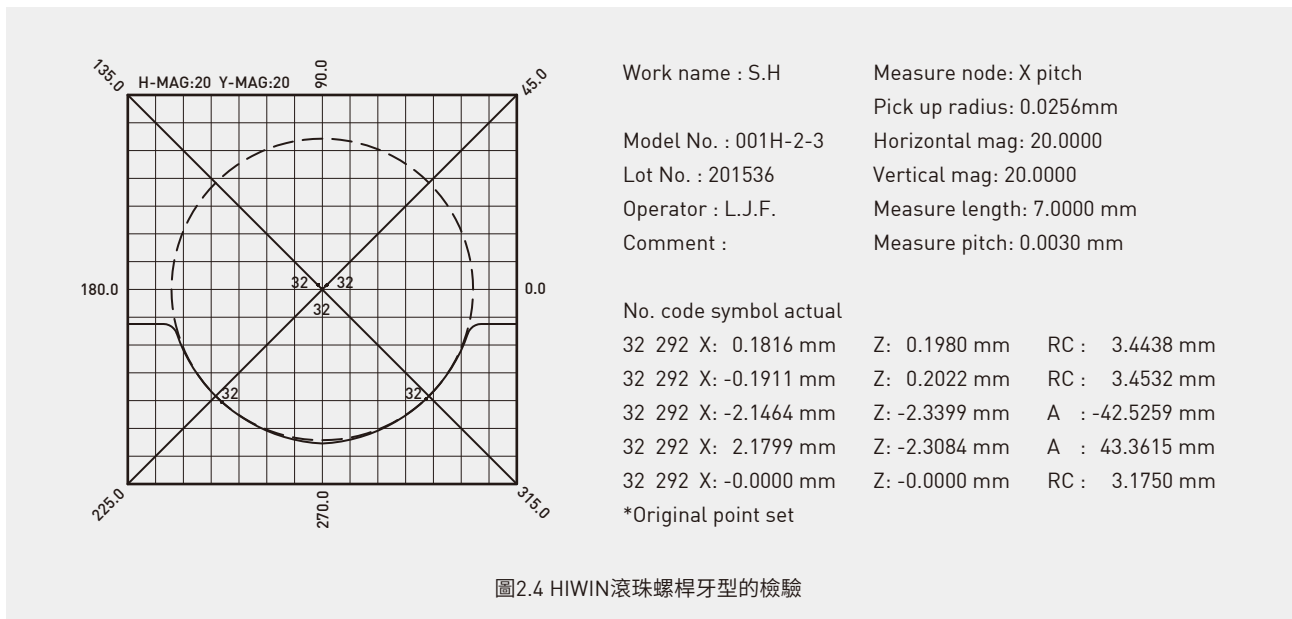 135.0
H-MAG:20 Y-MAG:20
90.0
45.0
180.0
32 32
32
0.0
32 32
225.0
270.0
315.0
Work name : S.H
Measure node: X pitch
Pick up radius: 0.0256mm
Model No. : 001H-2-3
Horizontal mag: 20.0000
Lot No. : 201536
Vertical mag: 20.0000
Operator : L.J.F.
Measure length: 7.0000 mm
Comment :
Measure pitch: 0.0030 mm
No. code symbol actual
32 292 X: 0.1816 mm Z: 0.1980 mm RC : 3.4438 mm
32 292 X: -0.1911 mm Z: 0.2022 mm RC : 3.4532 mm
32 292 X: -2.1464 mm Z: -2.3399 mm A : -42.5259 mm
32 292 X: 2.1799 mm Z: -2.3084 mm A : 43.3615 mm
32 292 X: -0.0000 mm Z: -0.0000 mm RC : 3.1750 mm
*Original point set
圖2.4 HIWIN滾珠螺桿牙型的檢驗